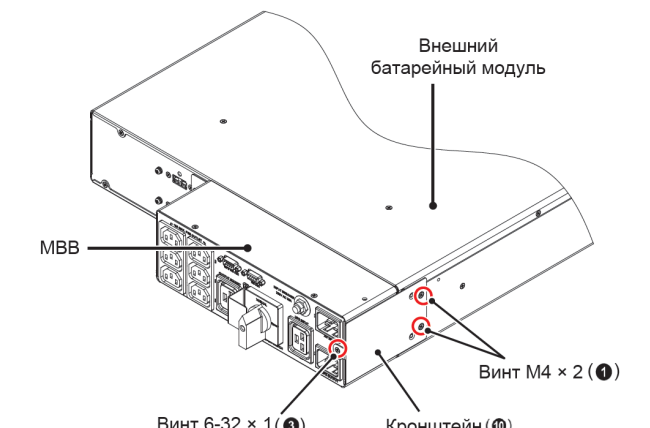 Внешний
батарейный модуль
MBB
Винт M4 × 2 (❶)
Винт 6-32 × 1(❸)
Кронштейн(❿)